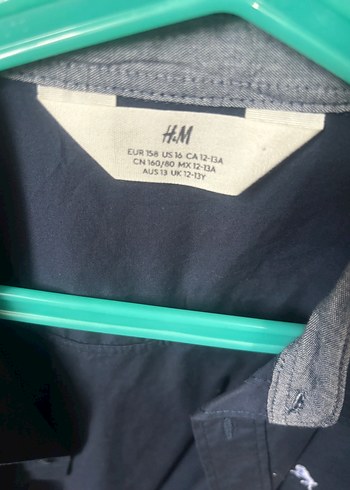 H&M
EUR 158 US 16 CA 12-13A
CN 160/80 MX 12-13A
AUS 13 UK 12-13Y